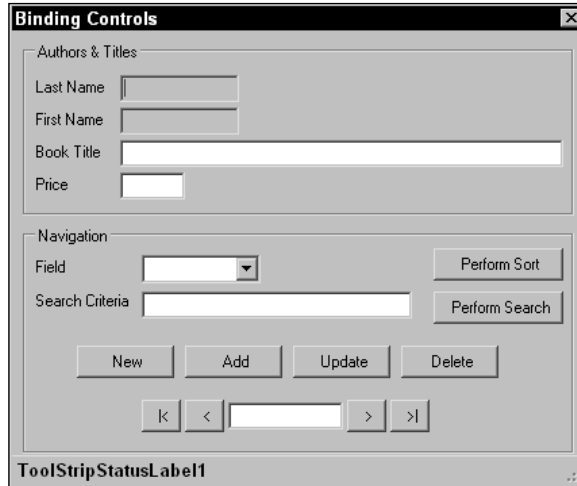 Binding Controls
Authors & Titles
Last Name
First Name
Book Title
Price
Navigation
Field
Perform Sort
Search Criteria
Perform Search
New Add Update Delete
|< < > >|
ToolStripStatusLabel1